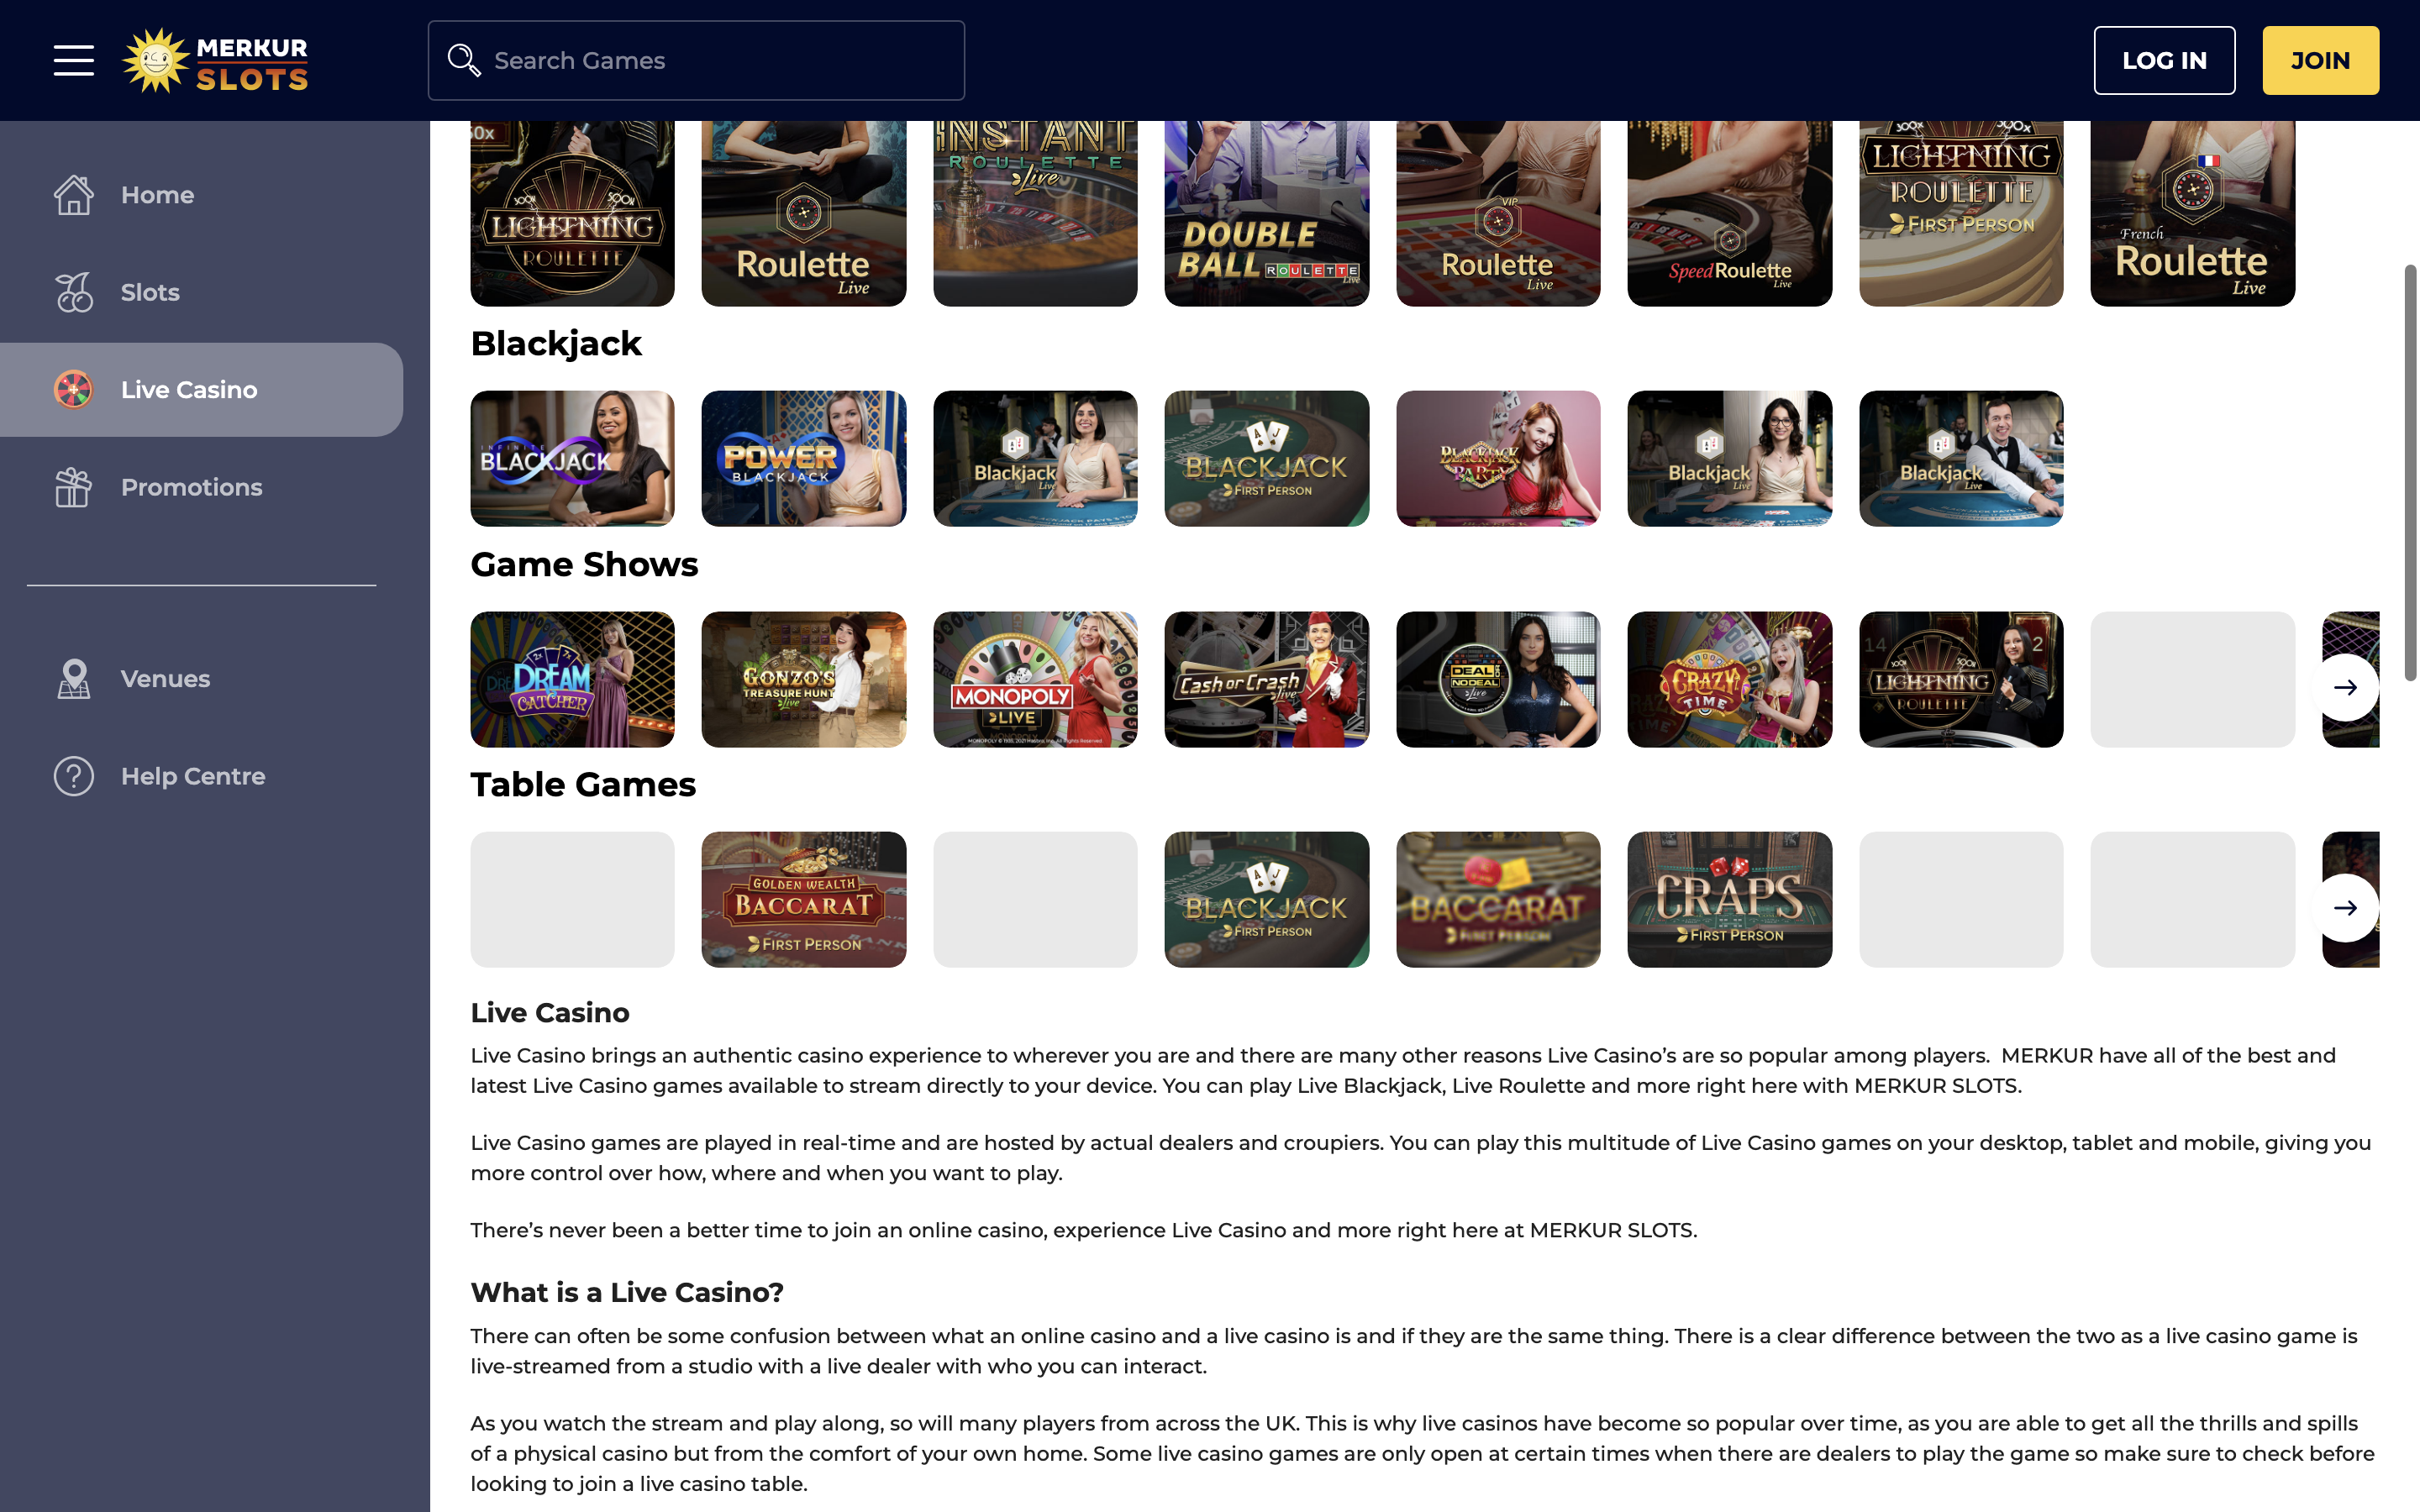 MERKUR
SLOTS
Search Games
LOG IN
JOIN
Home
Slots
Live Casino
Promotions
Venues
Help Centre
500x 500x
LIGHTNING
ROULETTE
Roulette
Live
INSTANT
ROULETTE
Live
DOUBLE
BALL ROULETTE
Live
VIP
Roulette
Live
Speed Roulette
Live
LIGHTNING
ROULETTE
FIRST PERSON
French
Roulette
Live
Blackjack
INFINITE
BLACKJACK
POWER
BLACKJACK
Blackjack
Live
BLACKJACK
FIRST PERSON
BLACKJACK
PARTY
Blackjack
Live
Blackjack
Live
Game Shows
2x 7x
DREAM
CATCHER
GONZO'S
TREASURE HUNT
Live
MONOPOLY
LIVE
Cash or Crash
Live
DEAL
NO DEAL
Live
CRAZY
TIME
14
2
LIGHTNING
ROULETTE
Table Games
GOLDEN WEALTH
BACCARAT
FIRST PERSON
BLACKJACK
FIRST PERSON
BACCARAT
FIRST PERSON
CRAPS
FIRST PERSON
Live Casino
Live Casino brings an authentic casino experience to wherever you are and there are many other reasons Live Casino’s are so popular among players.  MERKUR have all of the best and
latest Live Casino games available to stream directly to your device. You can play Live Blackjack, Live Roulette and more right here with MERKUR SLOTS.
Live Casino games are played in real-time and are hosted by actual dealers and croupiers. You can play this multitude of Live Casino games on your desktop, tablet and mobile, giving you
more control over how, where and when you want to play.
There’s never been a better time to join an online casino, experience Live Casino and more right here at MERKUR SLOTS.
What is a Live Casino?
There can often be some confusion between what an online casino and a live casino is and if they are the same thing. There is a clear difference between the two as a live casino game is
live-streamed from a studio with a live dealer with who you can interact.
As you watch the stream and play along, so will many players from across the UK. This is why live casinos have become so popular over time, as you are able to get all the thrills and spills
of a physical casino but from the comfort of your own home. Some live casino games are only open at certain times when there are dealers to play the game so make sure to check before
looking to join a live casino table.